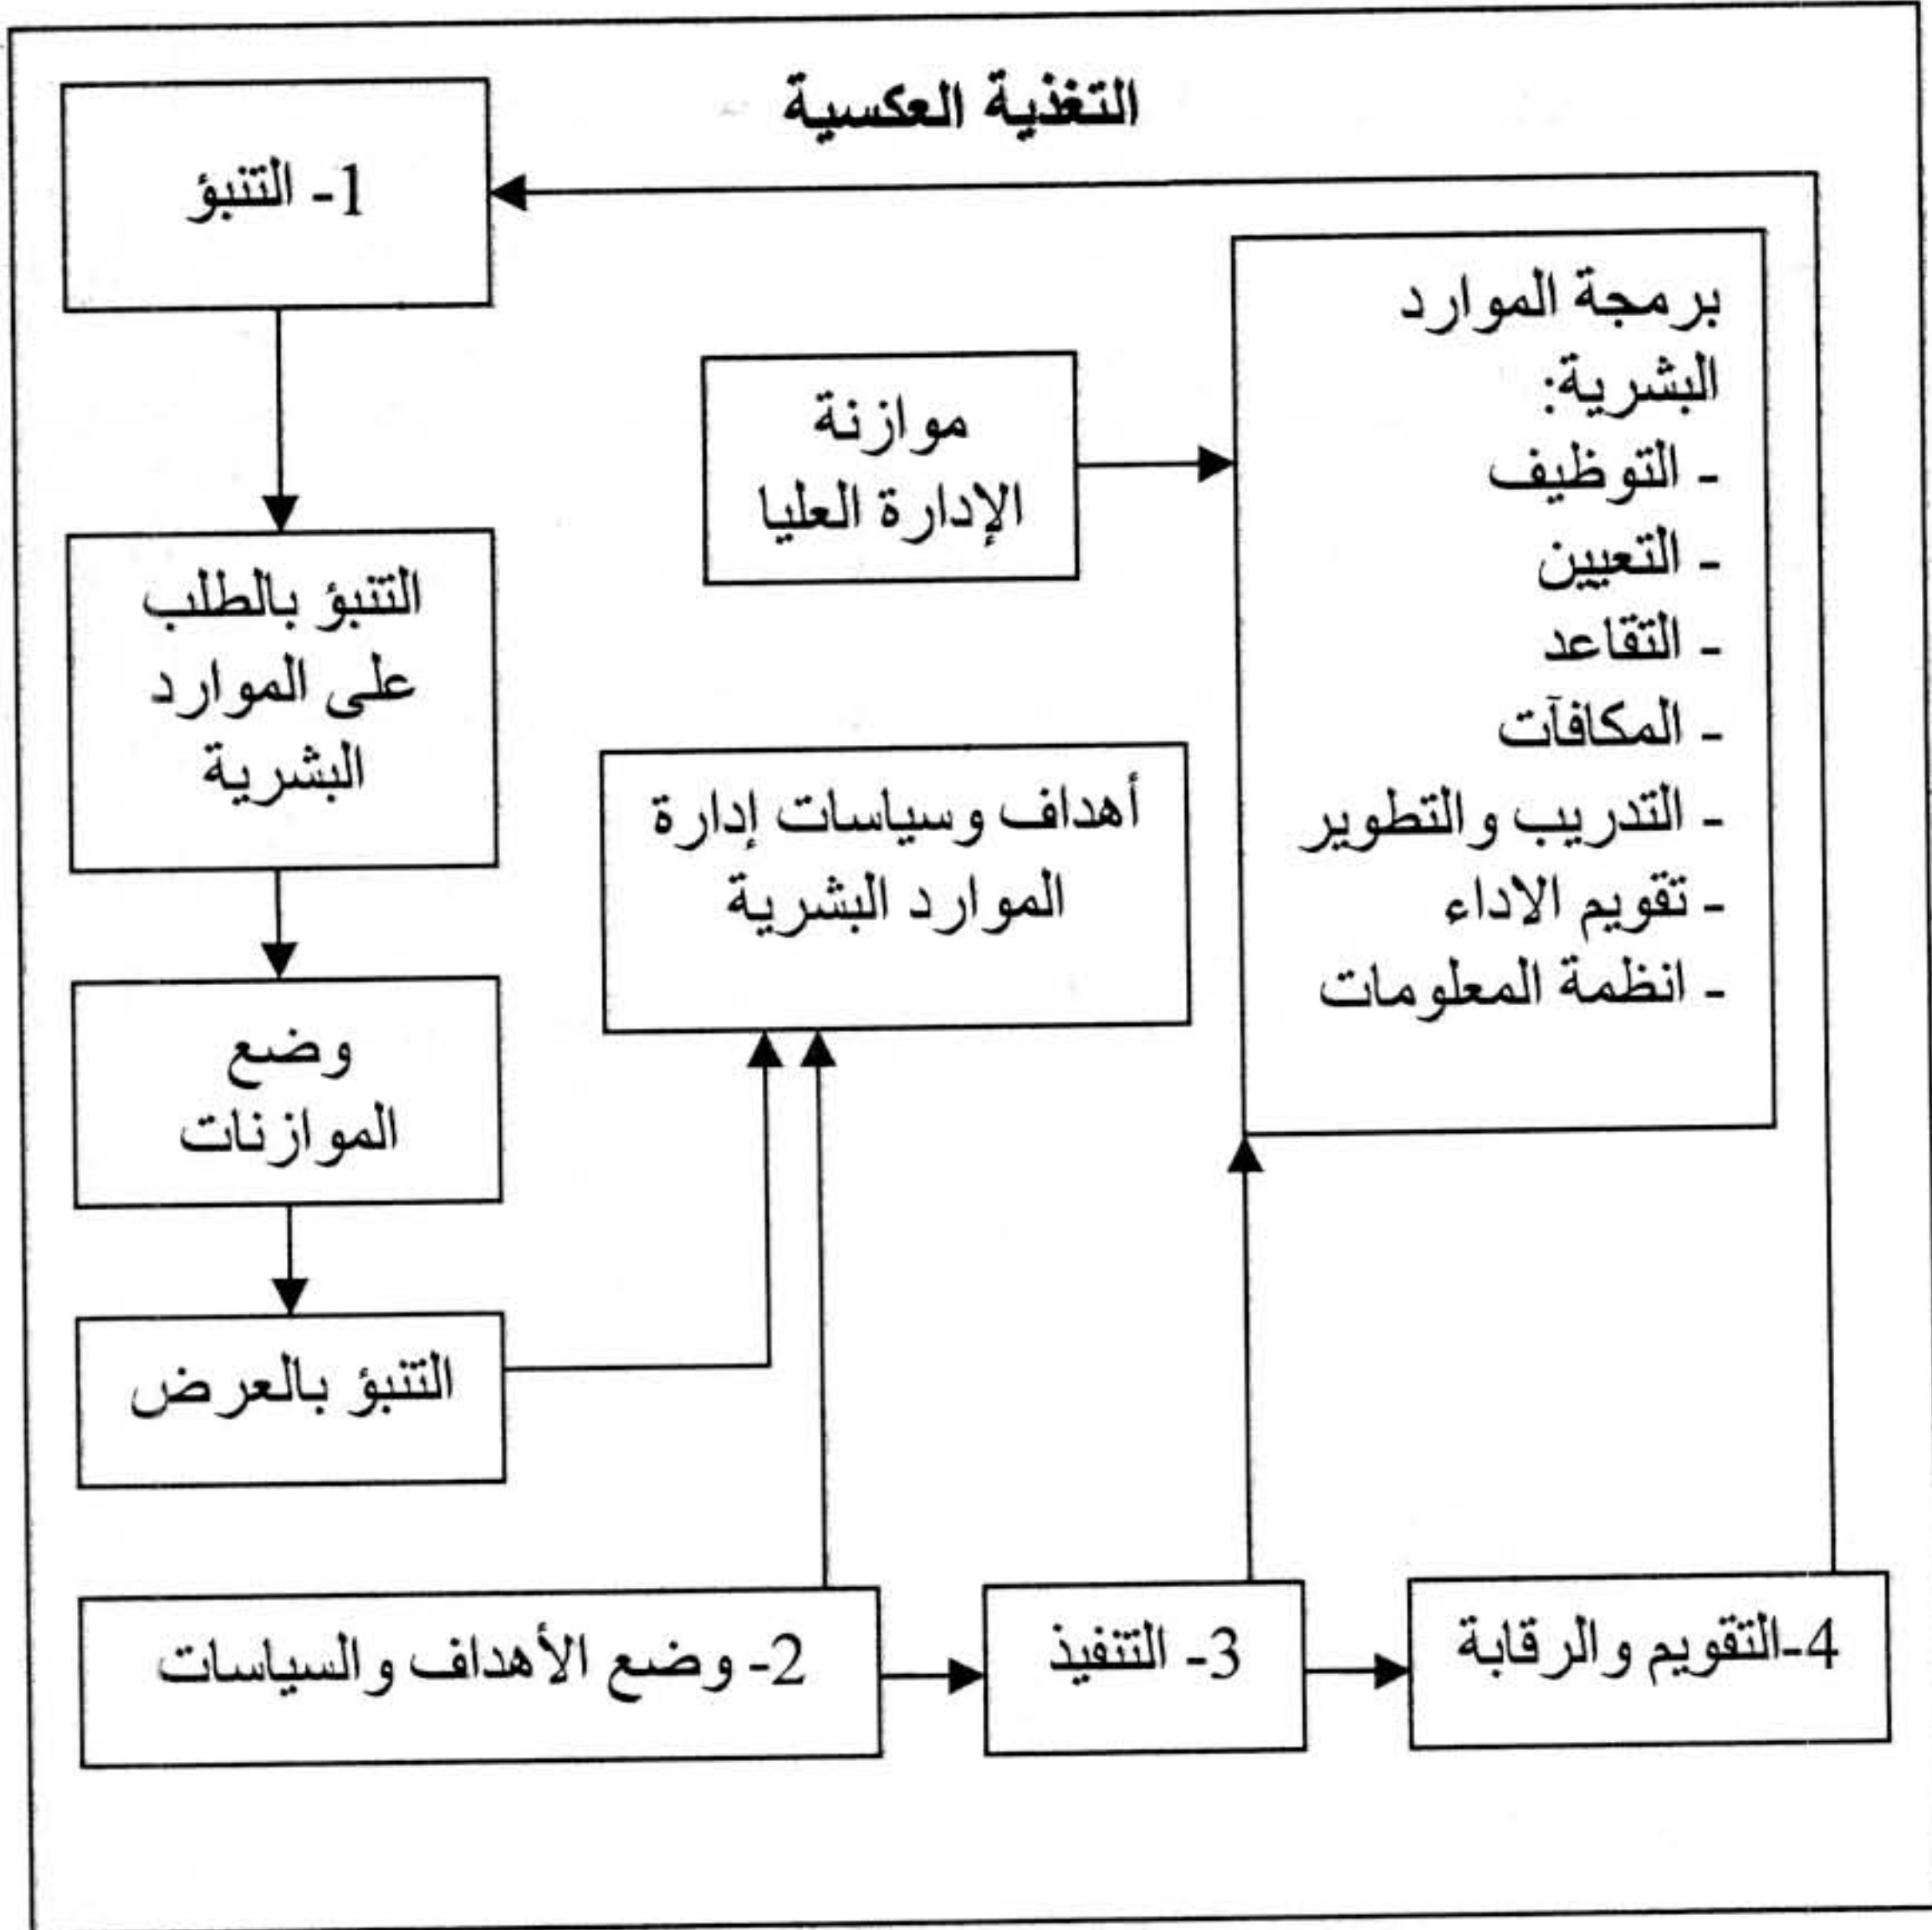 التغذية العكسية
1- التنبؤ
برمجة الموارد
البشرية:
- التوظيف
- التعيين
- التقاعد
- المكافآت
- التدريب والتطوير
- تقويم الاداء
- انظمة المعلومات
موازنة
الإدارة العليا
التنبؤ بالطلب
على الموارد
البشرية
أهداف وسياسات إدارة
الموارد البشرية
وضع
الموازنات
التنبؤ بالعرض
2- وضع الأهداف والسياسات
3- التنفيذ
4-التقويم والرقابة